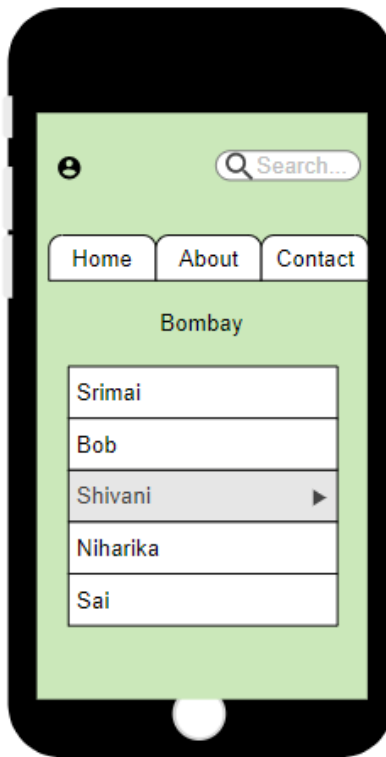 Search...
Home About Contact
Bombay
Srimai
Bob
Shivani
Niharika
Sai